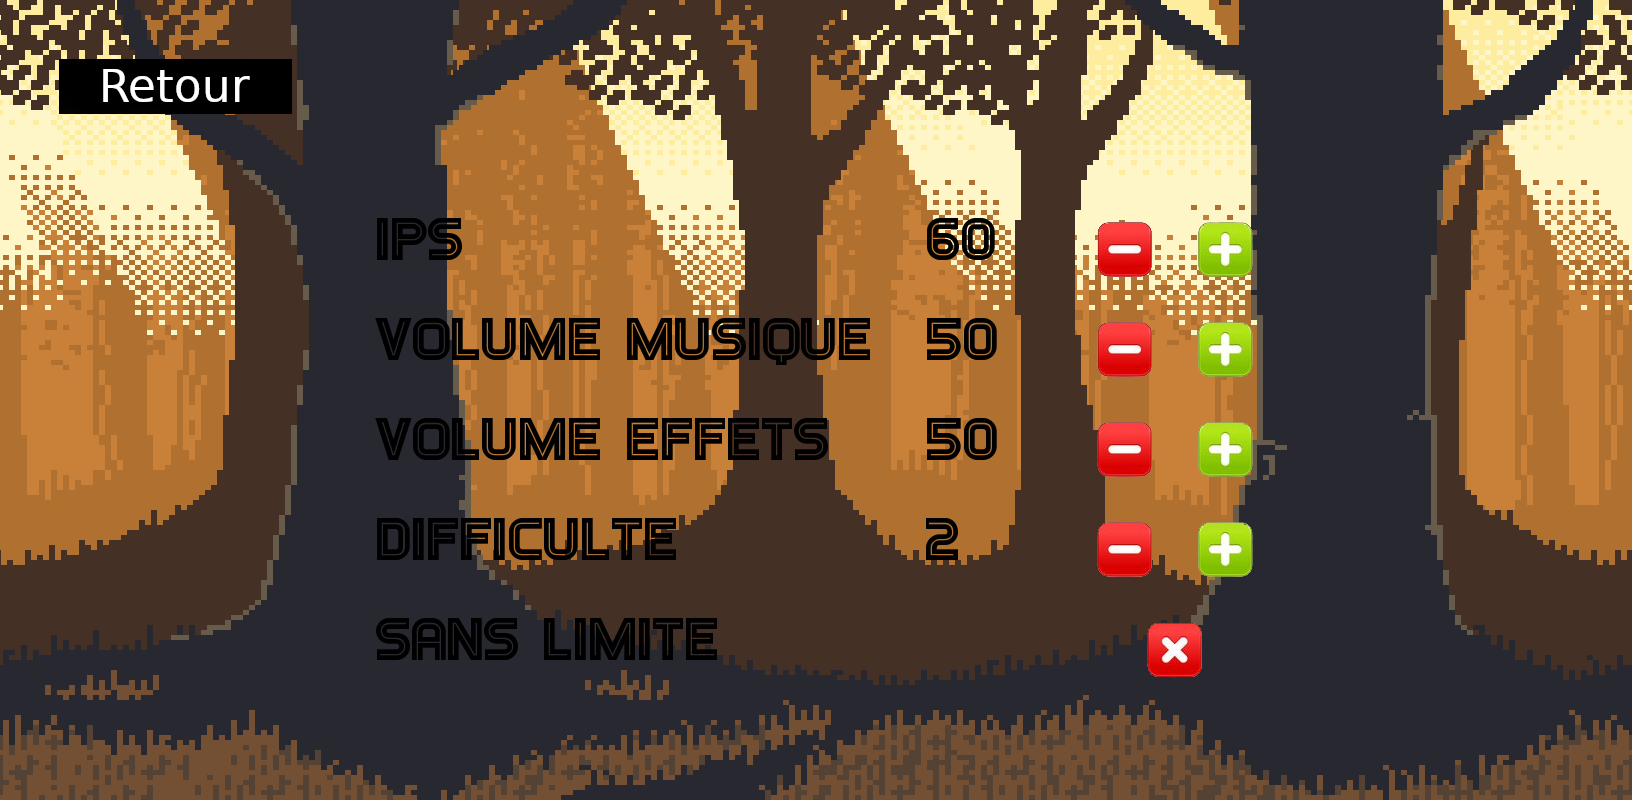 Retour
IPS 60
VOLUME MUSIQUE 50
VOLUME EFFETS 50
DIFFICULTE 2
SANS LIMITE